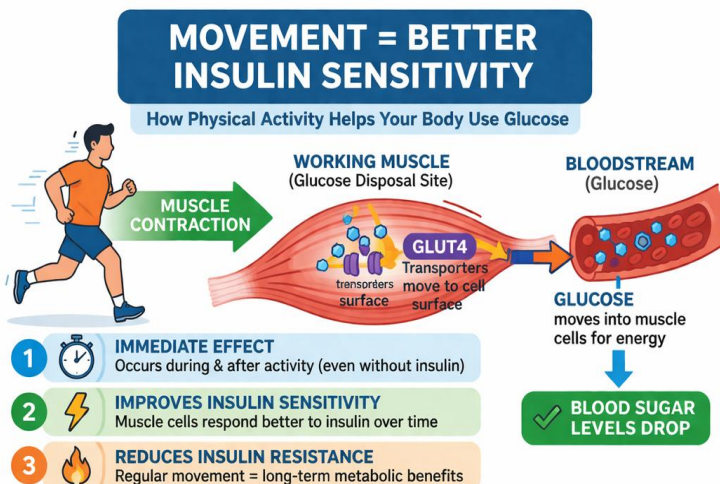 MOVEMENT = BETTER
INSULIN SENSITIVITY
How Physical Activity Helps Your Body Use Glucose
MUSCLE
CONTRACTION
WORKING MUSCLE
(Glucose Disposal Site)
GLUT4
Transporters
move to cell
surface
transorders
surface
BLOODSTREAM
(Glucose)
GLUCOSE
moves into muscle
cells for energy
BLOOD SUGAR
LEVELS DROP
1
IMMEDIATE EFFECT
Occurs during & after activity (even without insulin)
2
IMPROVES INSULIN SENSITIVITY
Muscle cells respond better to insulin over time
3
REDUCES INSULIN RESISTANCE
Regular movement = long-term metabolic benefits